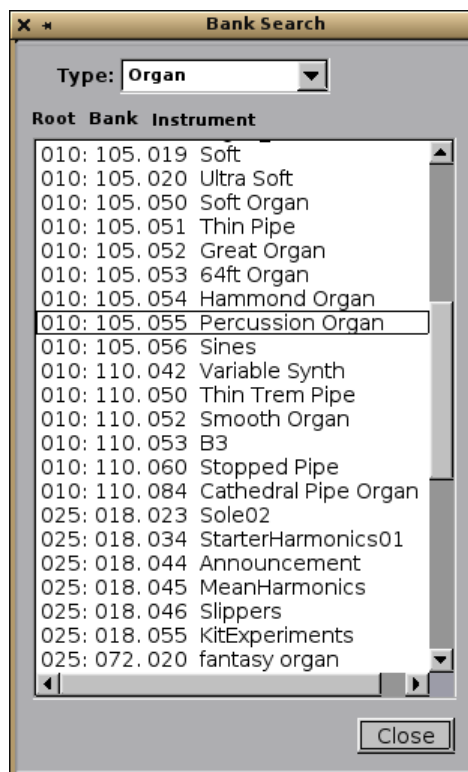 Bank Search
Type: Organ
Root Bank Instrument
010: 105. 019 Soft
010: 105. 020 Ultra Soft
010: 105. 050 Soft Organ
010: 105. 051 Thin Pipe
010: 105. 052 Great Organ
010: 105. 053 64ft Organ
010: 105. 054 Hammond Organ
010: 105. 055 Percussion Organ
010: 105. 056 Sines
010: 110. 042 Variable Synth
010: 110. 050 Thin Trem Pipe
010: 110. 052 Smooth Organ
010: 110. 053 B3
010: 110. 060 Stopped Pipe
010: 110. 084 Cathedral Pipe Organ
025: 018. 023 Sole02
025: 018. 034 StarterHarmonics01
025: 018. 044 Announcement
025: 018. 045 MeanHarmonics
025: 018. 046 Slippers
025: 018. 055 KitExperiments
025: 072. 020 fantasy organ
Close